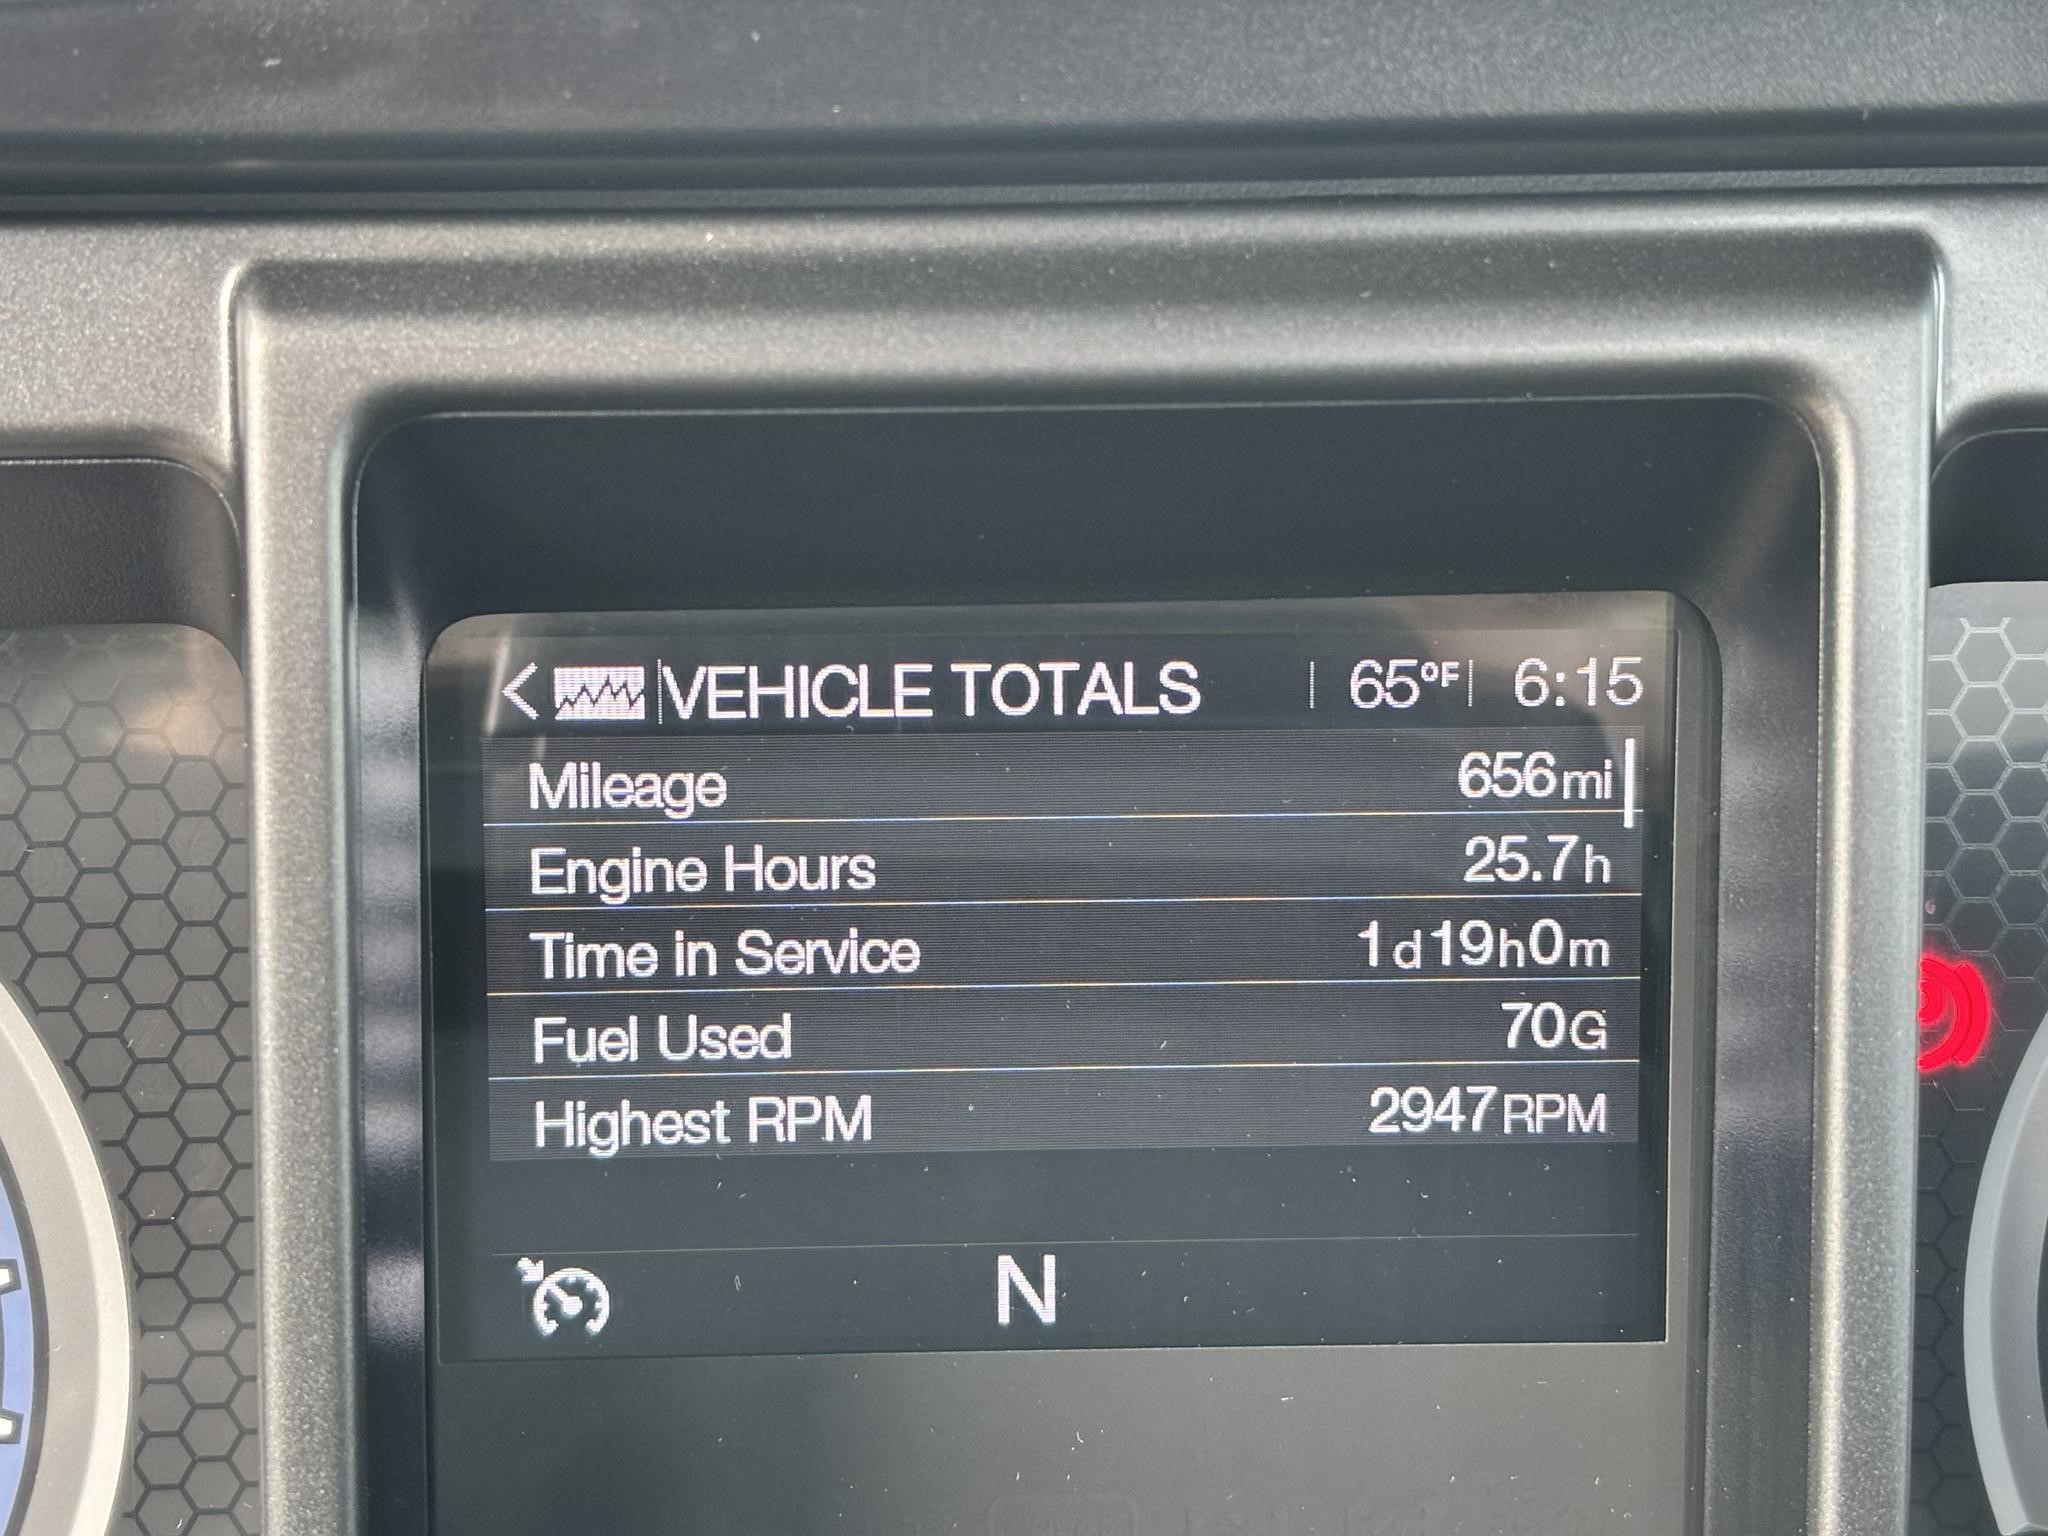 VEHICLE TOTALS 65°F 6:15
Mileage 656mi
Engine Hours 25.7h
Time in Service 1d19h0m
Fuel Used 70G
Highest RPM 2947RPM
N